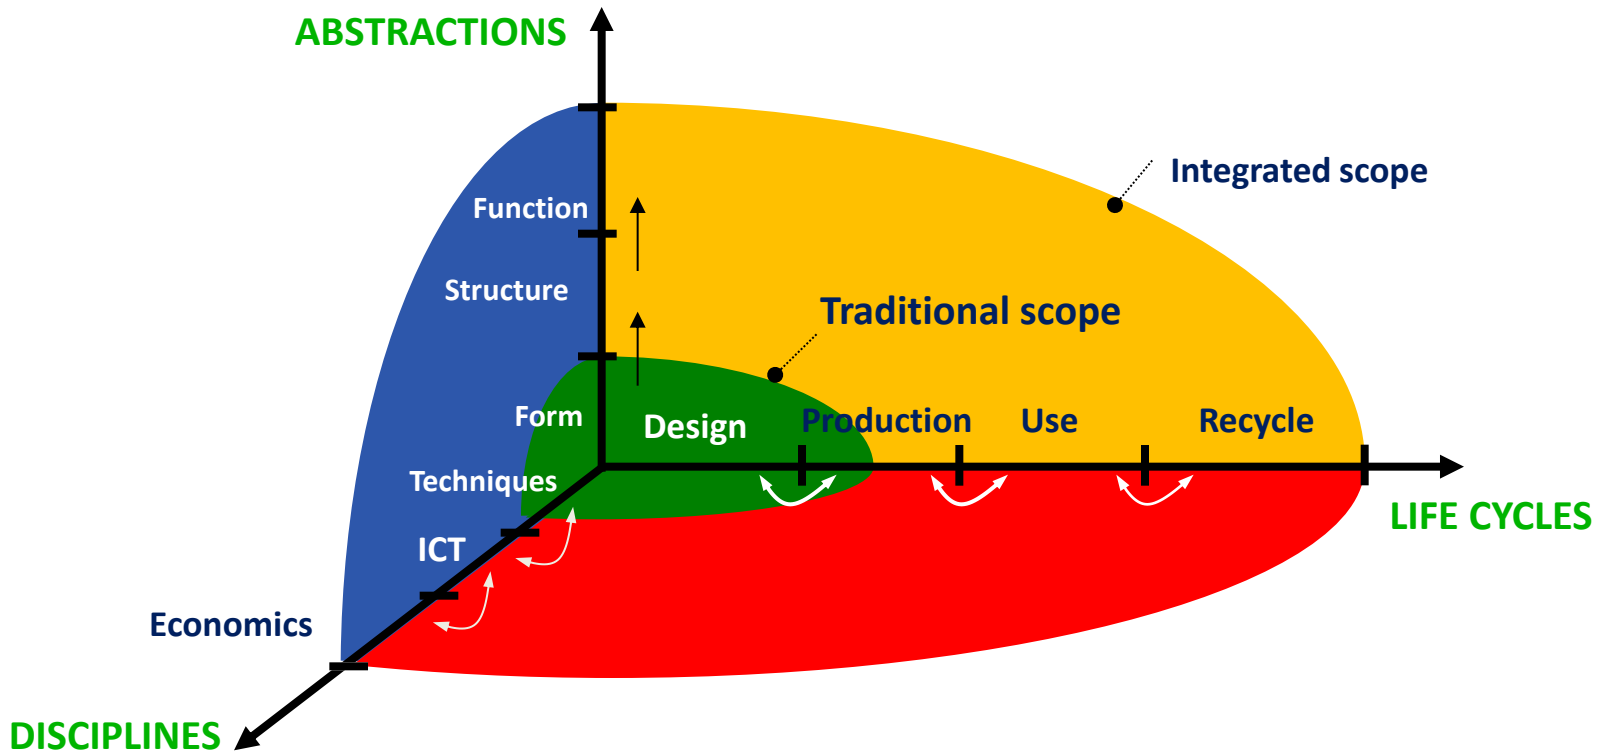 ABSTRACTIONS
Integrated scope
Function
Structure
Traditional scope
Form
Design
Production
Use
Recycle
Techniques
LIFE CYCLES
ICT
Economics
DISCIPLINES